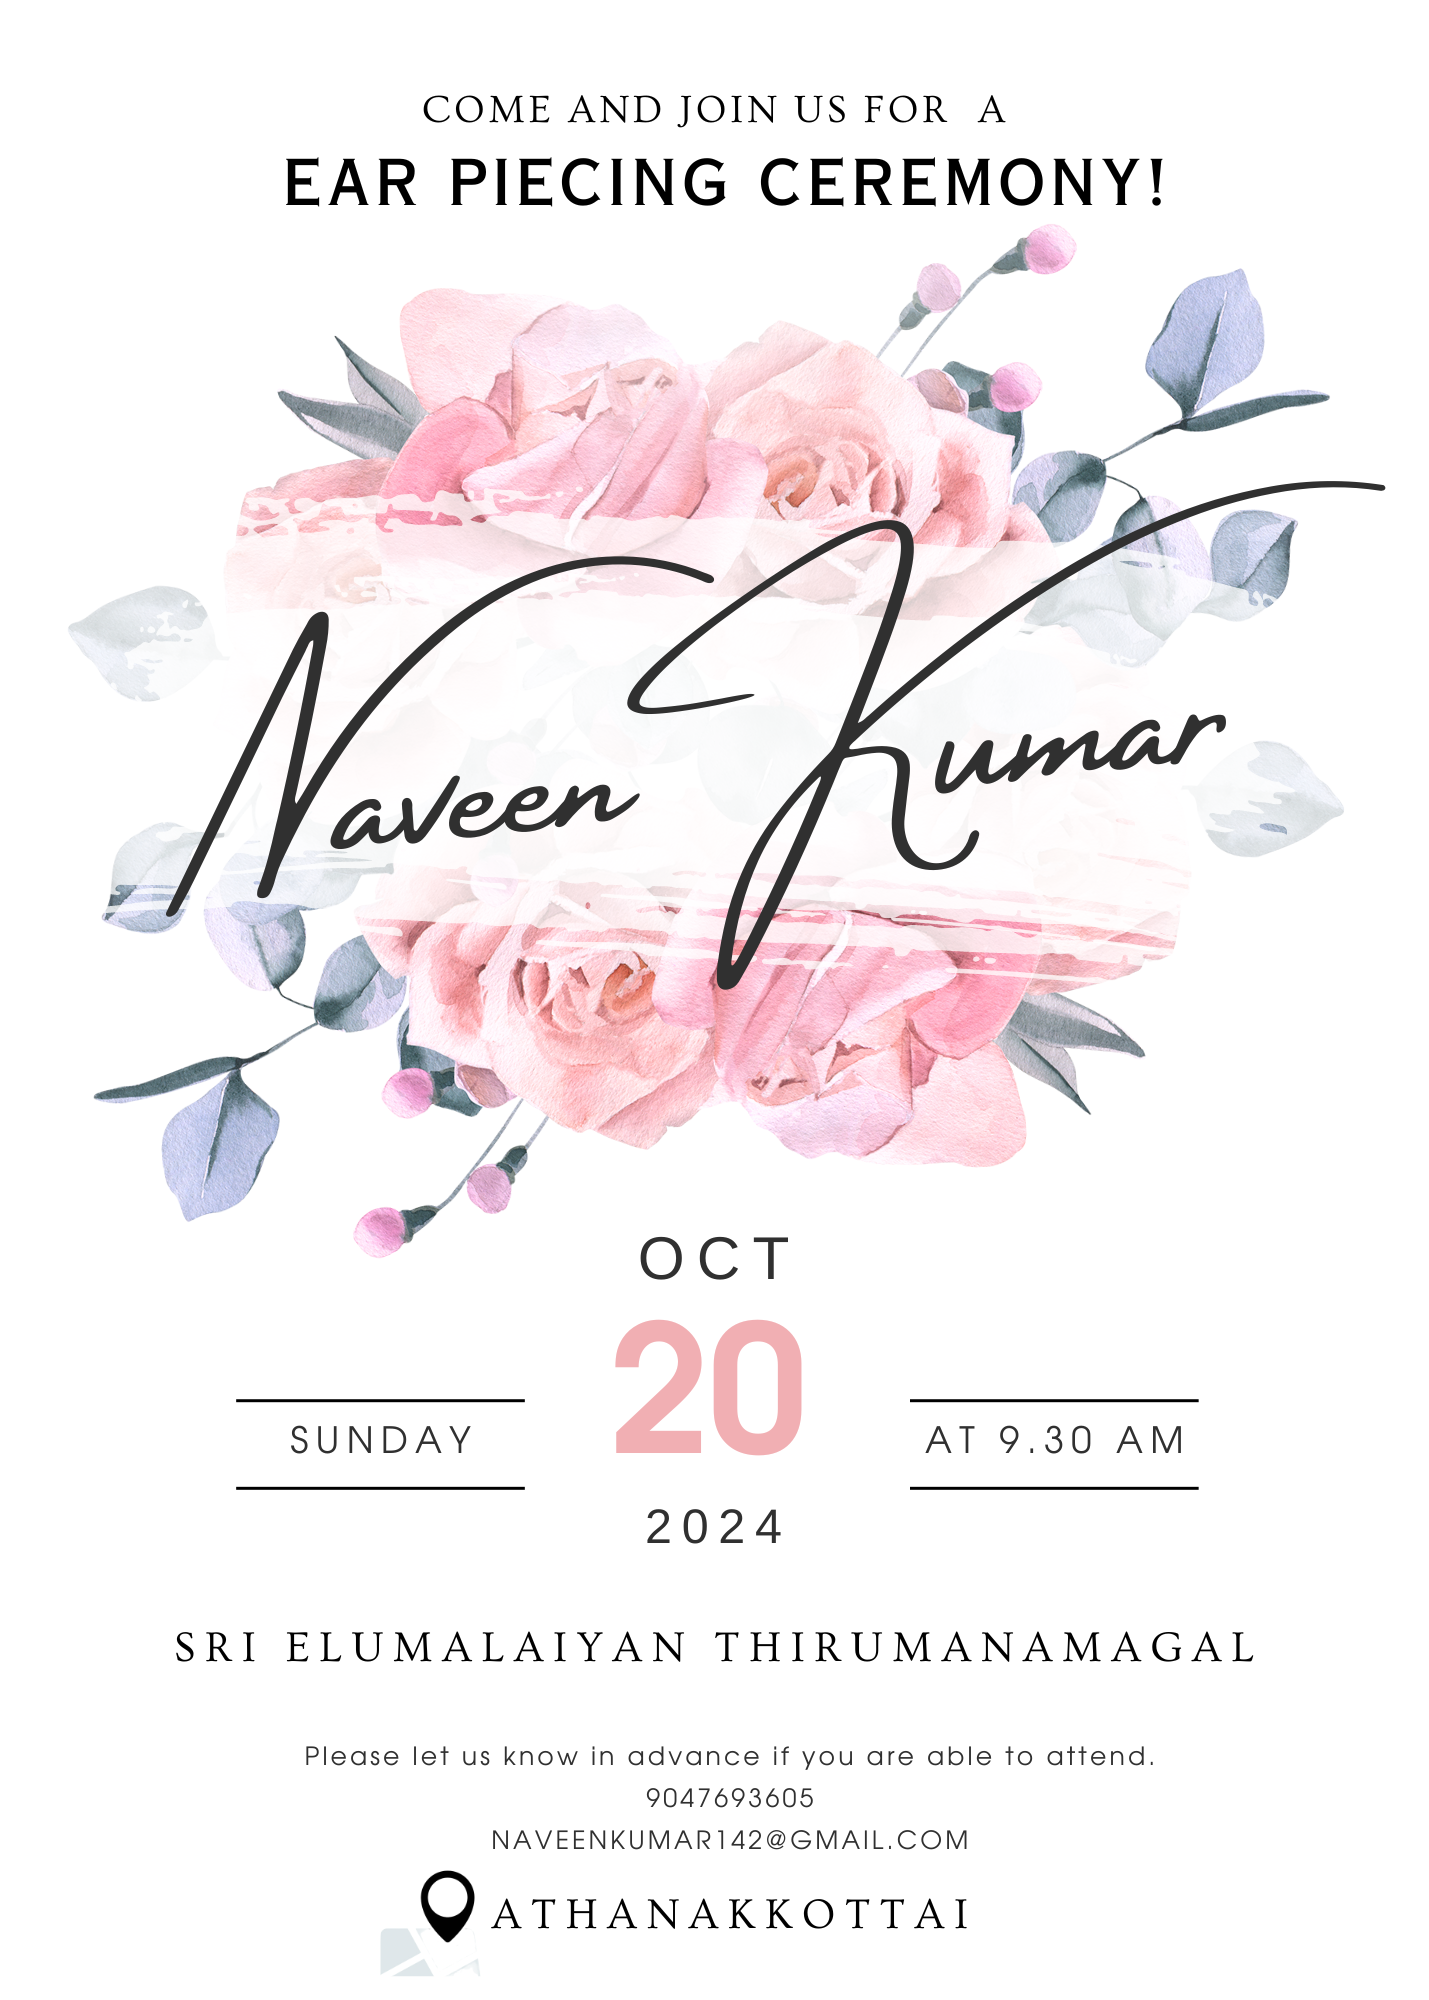 COME AND JOIN US FOR A
EAR PIECING CEREMONY!
Naveen Kumar
OCT
20
SUNDAY
AT 9.30 AM
2024
SRI ELUMALAIYAN THIRUMANAMAGAL
Please let us know in advance if you are able to attend.
9047693605
NAVEENKUMAR142@GMAIL.COM
ATHANAKKOTTAI